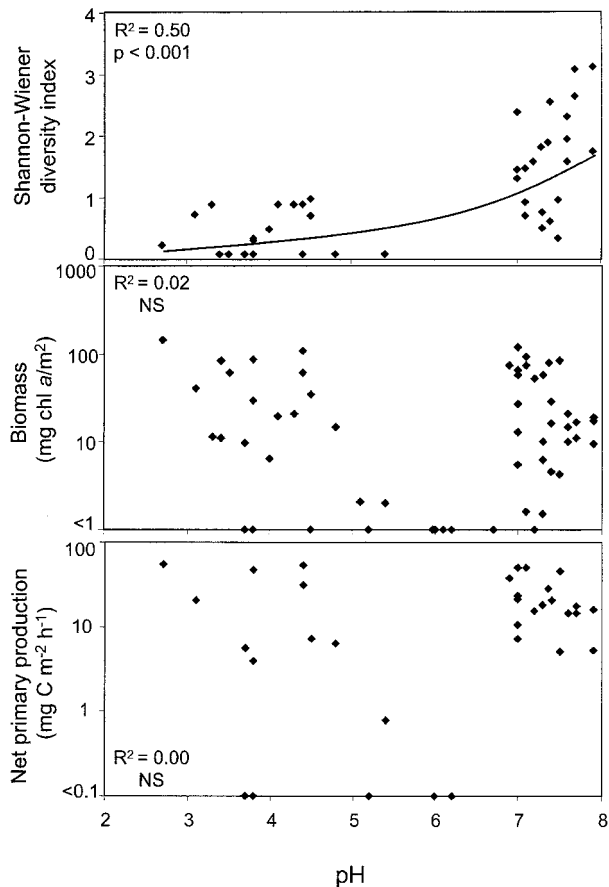 Shannon-Wiener
diversity index
4
3
2
1
0
R² = 0.50
p < 0.001
Biomass
(mg chl a/m²)
1000
100
10
<1
R² = 0.02
NS
Net primary production
(mg C m⁻² h⁻¹)
100
10
1
<0.1
R² = 0.00
NS
2 3 4 5 6 7 8
pH